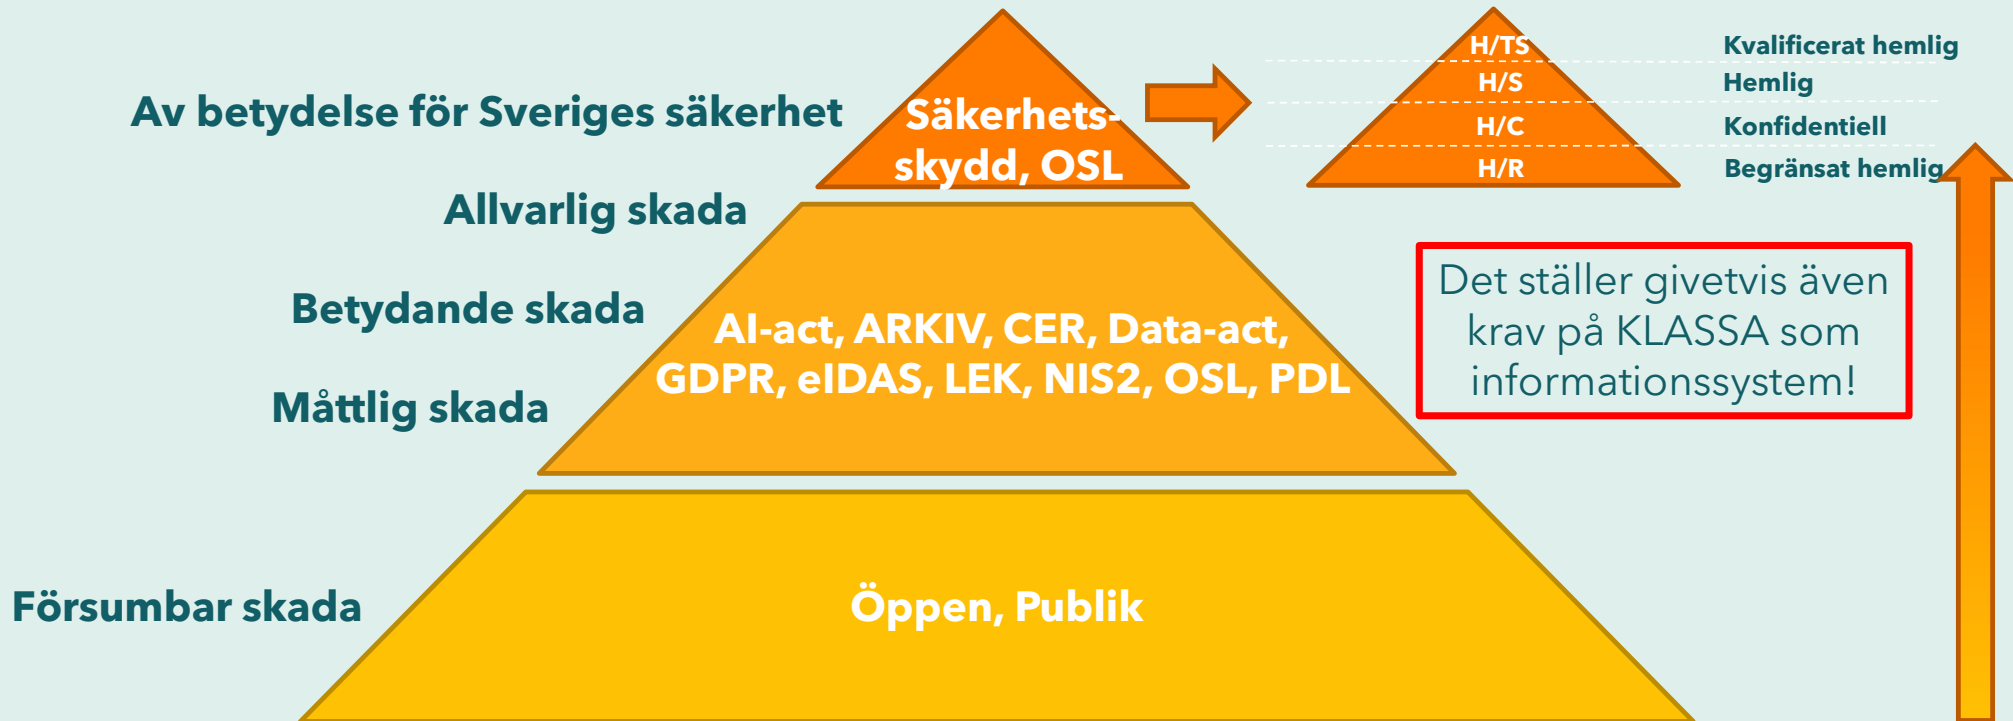 Av betydelse för Sveriges säkerhet
Allvarlig skada
Betydande skada
Måttlig skada
Försumbar skada
Säkerhets-
skydd, OSL
AI-act, ARKIV, CER, Data-act,
GDPR, eIDAS, LEK, NIS2, OSL, PDL
Öppen, Publik
H/TS
Kvalificerat hemlig
H/S
Hemlig
H/C
Konfidentiell
H/R
Begränsat hemlig
Det ställer givetvis även
krav på KLASSA som
informationssystem!